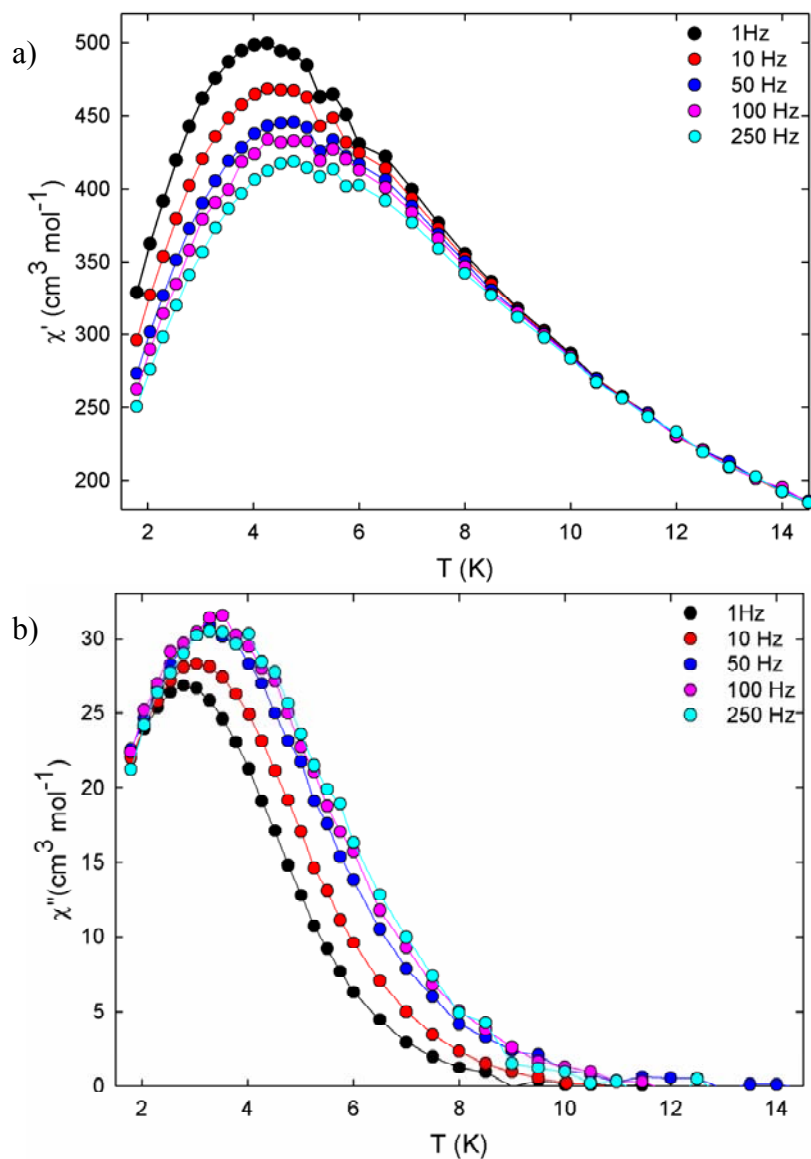 a)
500
450
400
350
300
250
200
χ' (cm³ mol⁻¹)
1Hz
10 Hz
50 Hz
100 Hz
250 Hz
2 4 6 8 10 12 14
T (K)
b)
30
25
20
15
10
5
0
χ"(cm³ mol⁻¹)
1Hz
10 Hz
50 Hz
100 Hz
250 Hz
2 4 6 8 10 12 14
T (K)